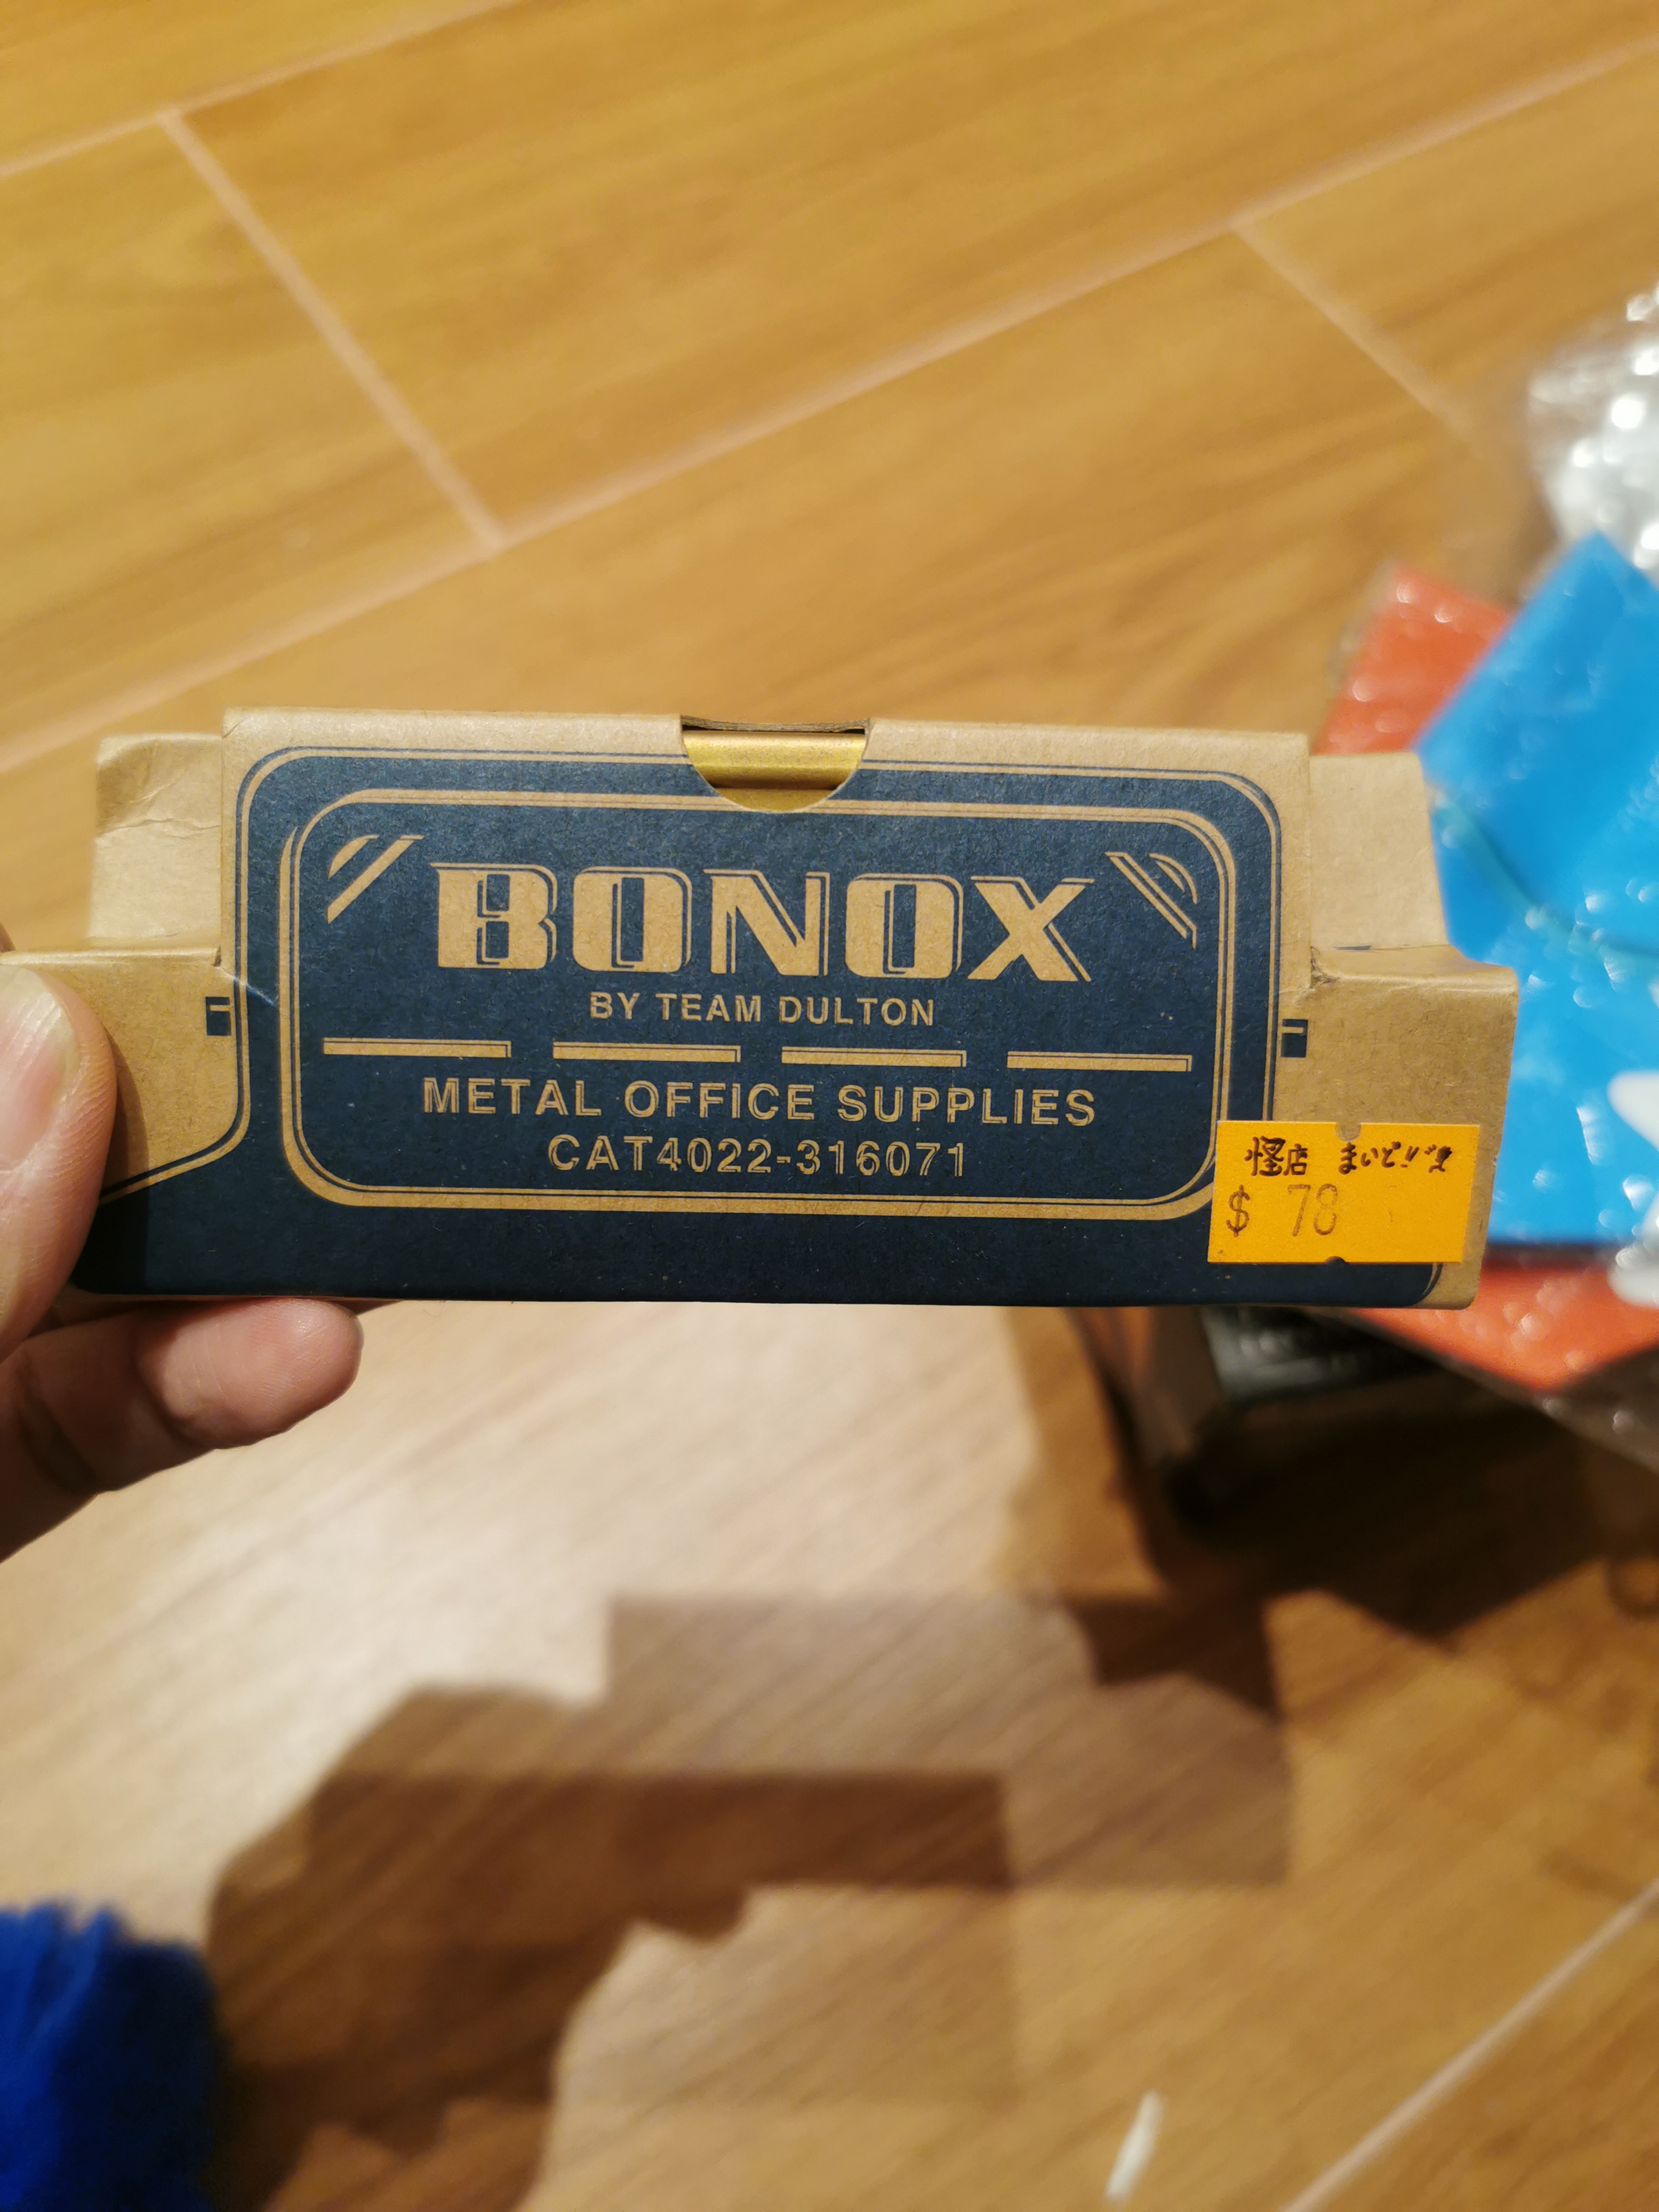 BONOX
BY TEAM DULTON
METAL OFFICE SUPPLIES
CAT4022-316071
怪店 まいど!
$ 78